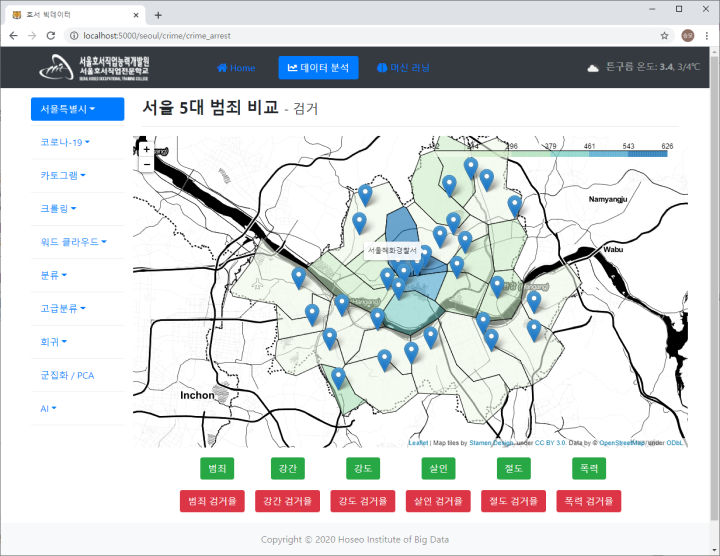 호서 빅데이터
localhost:5000/seoul/crime/crime_arrest
서울호서직업능력개발원
서울호서직업전문학교
SEOUL HOSEO OCCUPATIONAL TRAINING COLLEGE
Home
데이터 분석
머신 러닝
튼구름 온도: 3.4, 3/4℃
서울특별시
서울 5대 범죄 비교 - 검거
코로나-19
카토그램
크롤링
워드 클라우드
분류
고급분류
회귀
군집화 / PCA
AI
+
−
296 379 461 543 626
Namyangju
서울혜화경찰서
Wabu
Inchon
Leaflet | Map tiles by Stamen Design, under CC BY 3.0. Data by © OpenStreetMap, under ODbL.
범죄 강간 강도 살인 절도 폭력
범죄 검거율 강간 검거율 강도 검거율 살인 검거율 절도 검거율 폭력 검거율
Copyright © 2020 Hoseo Institute of Big Data